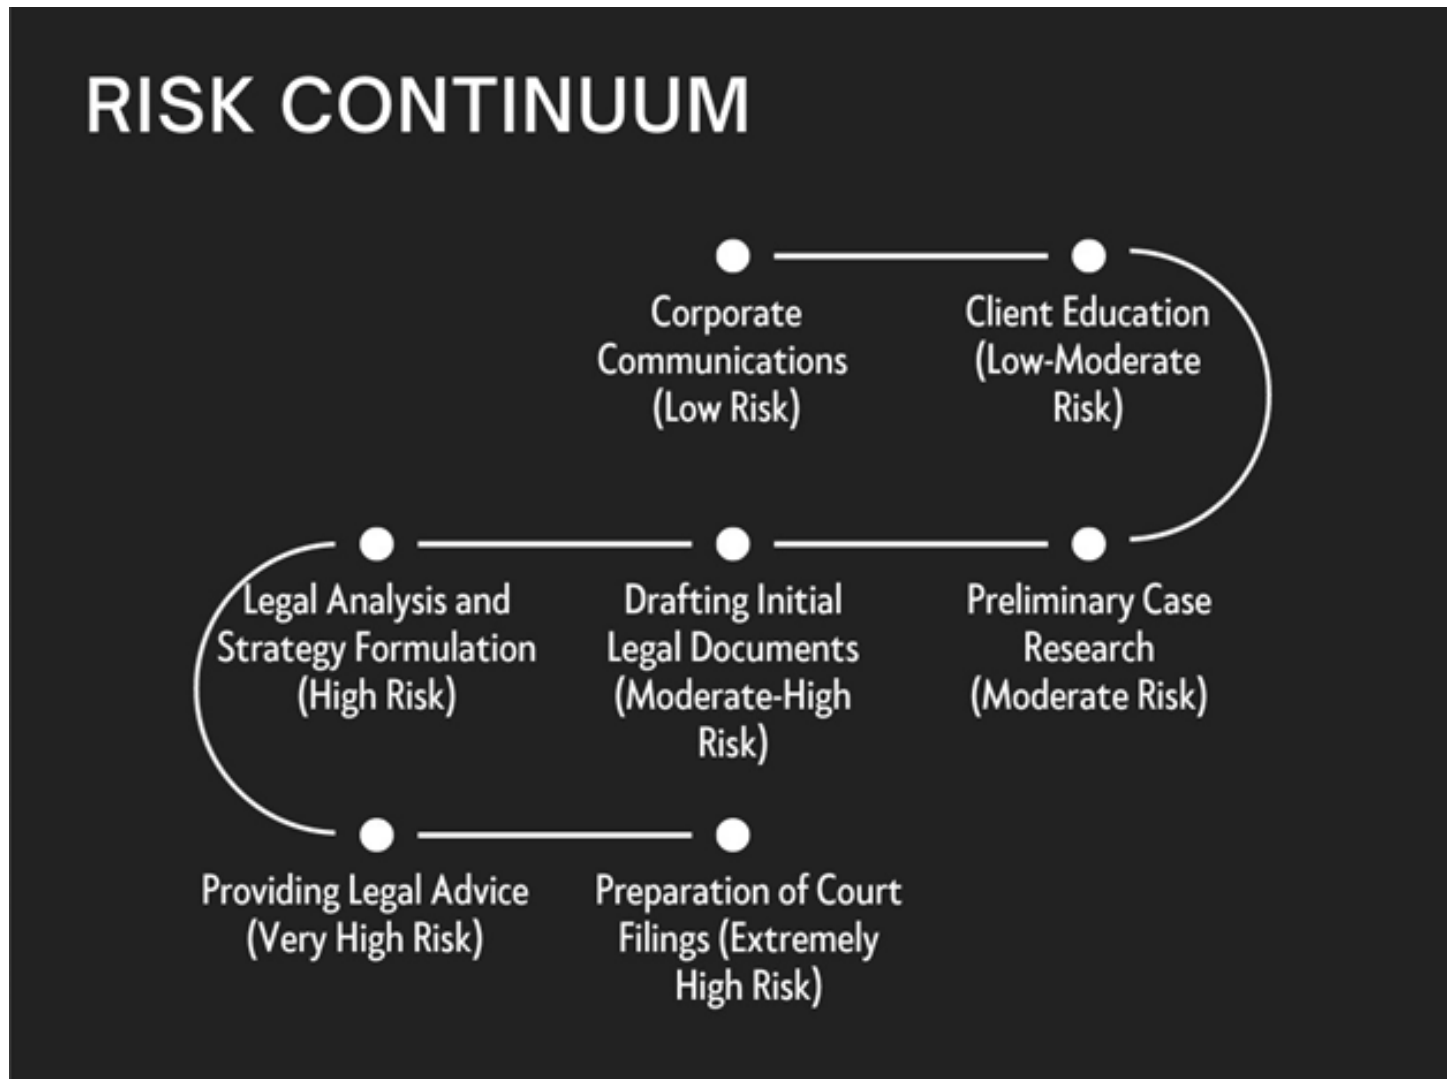 RISK CONTINUUM
Corporate
Communications
(Low Risk)
Client Education
(Low-Moderate
Risk)
Preliminary Case
Research
(Moderate Risk)
Drafting Initial
Legal Documents
(Moderate-High
Risk)
Legal Analysis and
Strategy Formulation
(High Risk)
Providing Legal Advice
(Very High Risk)
Preparation of Court
Filings (Extremely
High Risk)